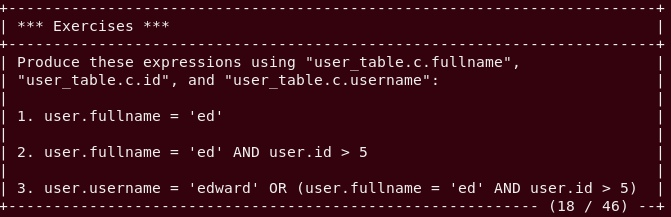 *** Exercises ***
Produce these expressions using "user_table.c.fullname",
"user_table.c.id", and "user_table.c.username":
1. user.fullname = 'ed'
2. user.fullname = 'ed' AND user.id > 5
3. user.username = 'edward' OR (user.fullname = 'ed' AND user.id > 5)
(18 / 46)